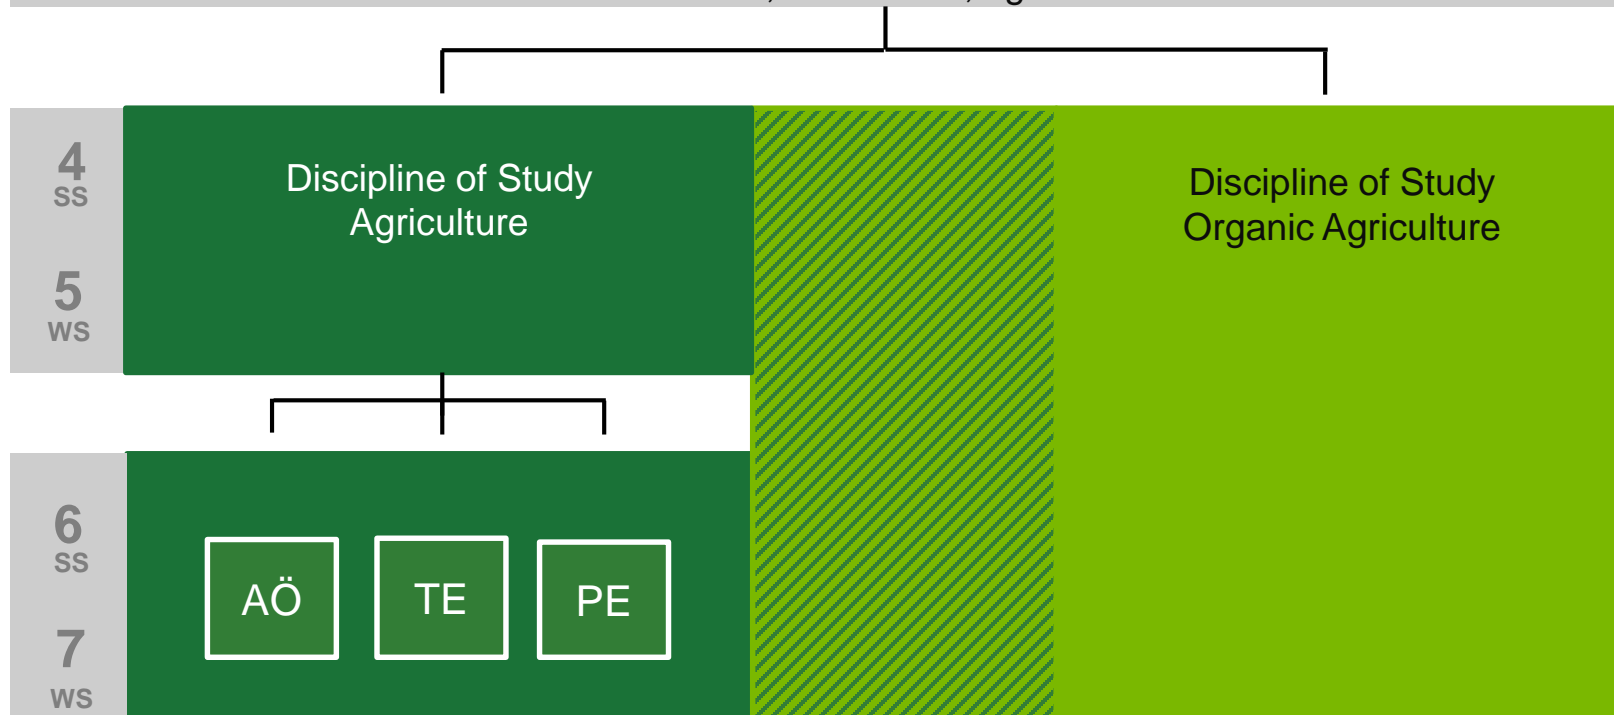 4
SS
Discipline of Study
Agriculture
Discipline of Study
Organic Agriculture
5
WS
6
SS
AÖ
TE
PE
7
WS